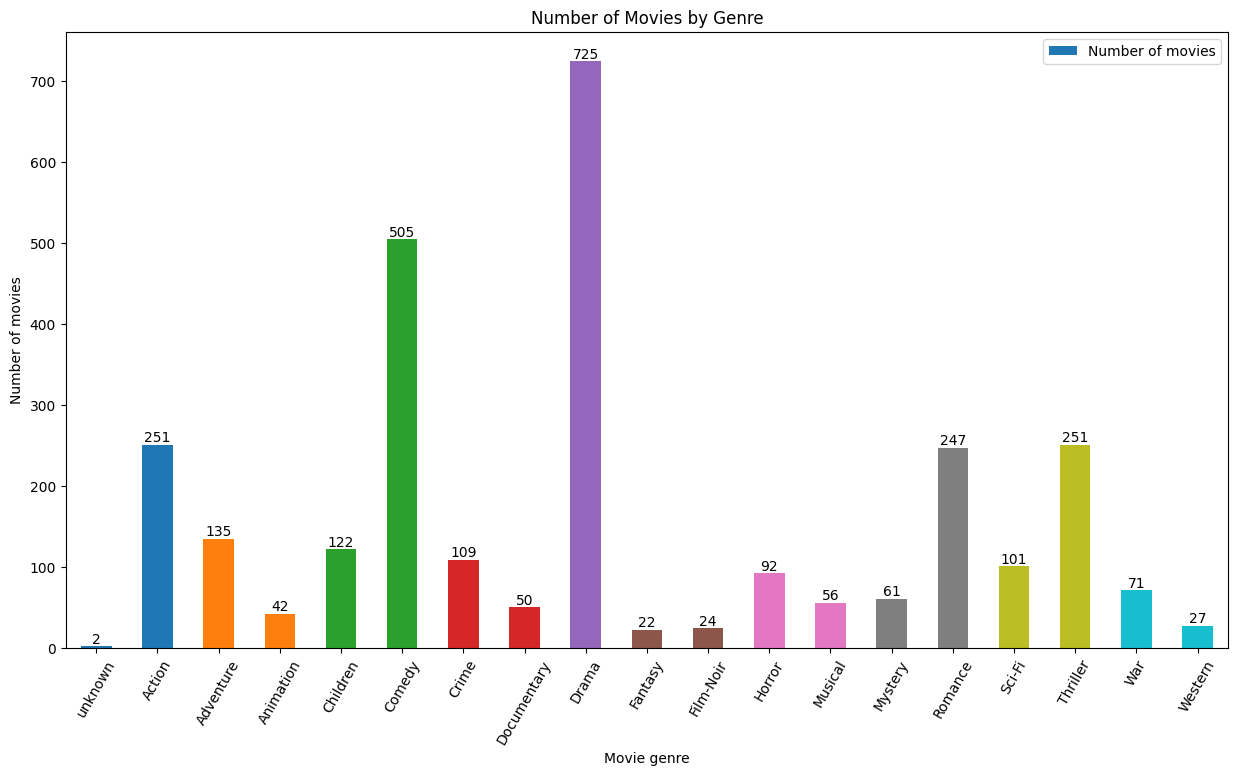 Number of Movies by Genre
Number of movies
Number of movies
700
600
500
400
300
200
100
0
2
251
135
42
122
505
109
50
725
22
24
92
56
61
247
101
251
71
27
unknown
Action
Adventure
Animation
Children
Comedy
Crime
Documentary
Drama
Fantasy
Film-Noir
Horror
Musical
Mystery
Romance
Sci-Fi
Thriller
War
Western
Movie genre